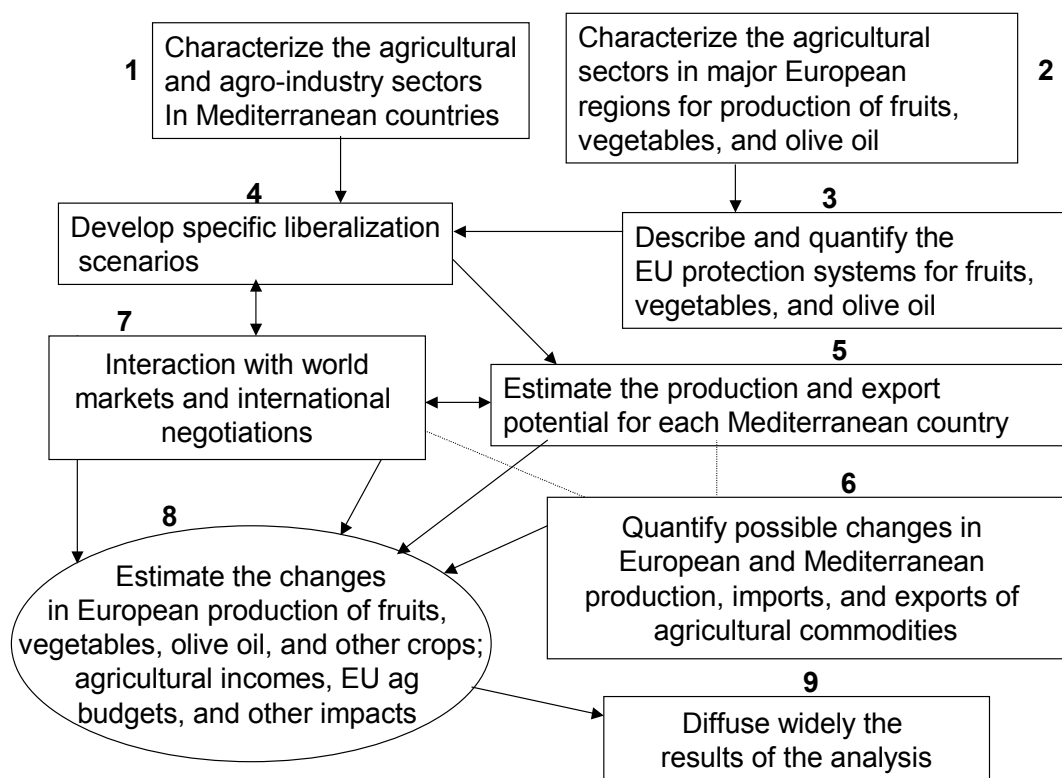 1
Characterize the agricultural
and agro-industry sectors
In Mediterranean countries
2
Characterize the agricultural
sectors in major European
regions for production of fruits,
vegetables, and olive oil
3
Describe and quantify the
EU protection systems for fruits,
vegetables, and olive oil
4
Develop specific liberalization
scenarios
7
Interaction with world
markets and international
negotiations
5
Estimate the production and export
potential for each Mediterranean country
6
Quantify possible changes in
European and Mediterranean
production, imports, and exports of
agricultural commodities
8
Estimate the changes
in European production of fruits,
vegetables, olive oil, and other crops;
agricultural incomes, EU ag
budgets, and other impacts
9
Diffuse widely the
results of the analysis